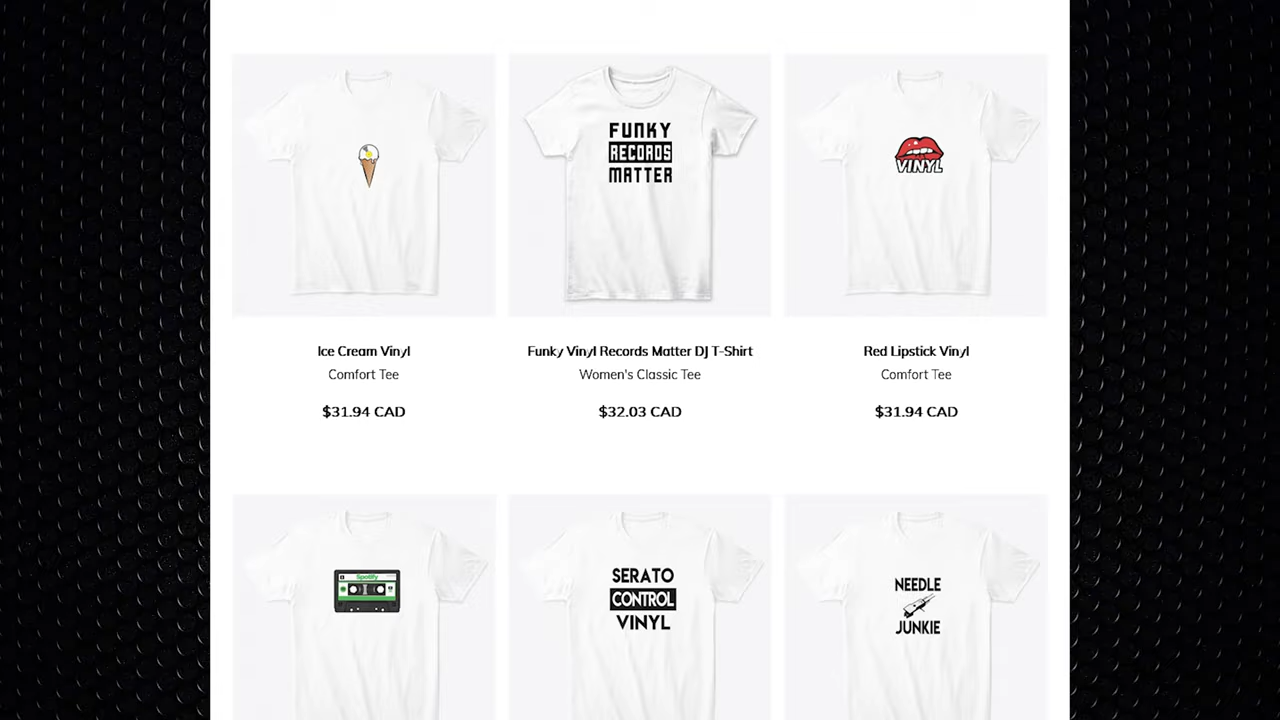 FUNKY
RECORDS
MATTER
VINYL
Ice Cream Vinyl
Funky Vinyl Records Matter DJ T-Shirt
Red Lipstick Vinyl
Comfort Tee
Women's Classic Tee
Comfort Tee
$31.94 CAD
$32.03 CAD
$31.94 CAD
Spotify
SERATO
CONTROL
VINYL
NEEDLE
JUNKIE